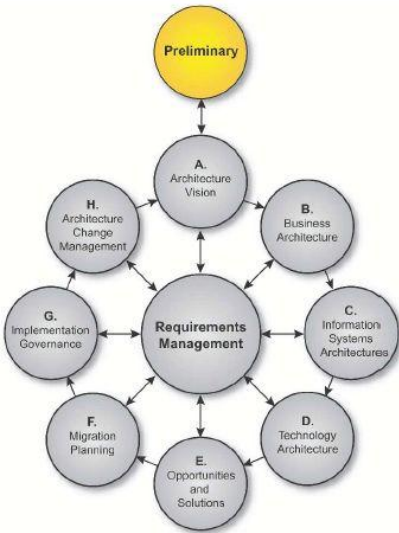 Preliminary
A.
Architecture
Vision
B.
Business
Architecture
C.
Information
Systems
Architectures
D.
Technology
Architecture
E.
Opportunities
and
Solutions
F.
Migration
Planning
G.
Implementation
Governance
H.
Architecture
Change
Management
Requirements
Management